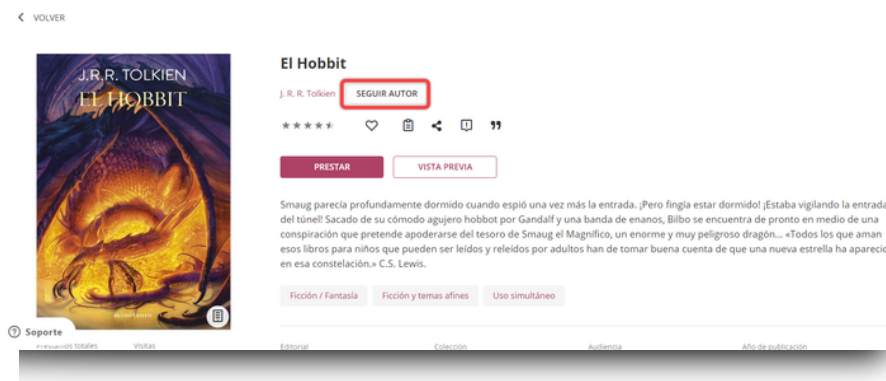 VOLVER
J.R.R. TOLKIEN
EL HOBBIT
minotauro
El Hobbit
J. R. R. Tolkien SEGUIR AUTOR
PRESTAR VISTA PREVIA
Smaug parecía profundamente dormido cuando espió una vez más la entrada. ¡Pero fingía estar dormido! ¡Estaba vigilando la entrada
del túnel! Sacado de su cómodo agujero hobbot por Gandalf y una banda de enanos, Bilbo se encuentra de pronto en medio de una
conspiración que pretende apoderarse del tesoro de Smaug el Magnífico, un enorme y muy peligroso dragón... «Todos los que aman
esos libros para niños que pueden ser leídos y releídos por adultos han de tomar buena cuenta de que una nueva estrella ha aparecid
en esa constelación.» C.S. Lewis.
Ficción / Fantasía Ficción y temas afines Uso simultáneo
Soporte
Préstamos totales Visitas Editorial Colección Audiencia Año de publicación